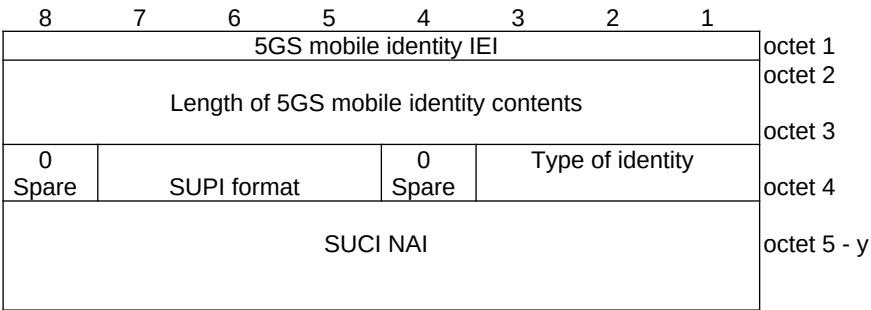 8 7 6 5 4 3 2 1
5GS mobile identity IEI octet 1
octet 2
Length of 5GS mobile identity contents
octet 3
0 0 Type of identity
Spare SUPI format Spare octet 4
SUCI NAI octet 5 - y